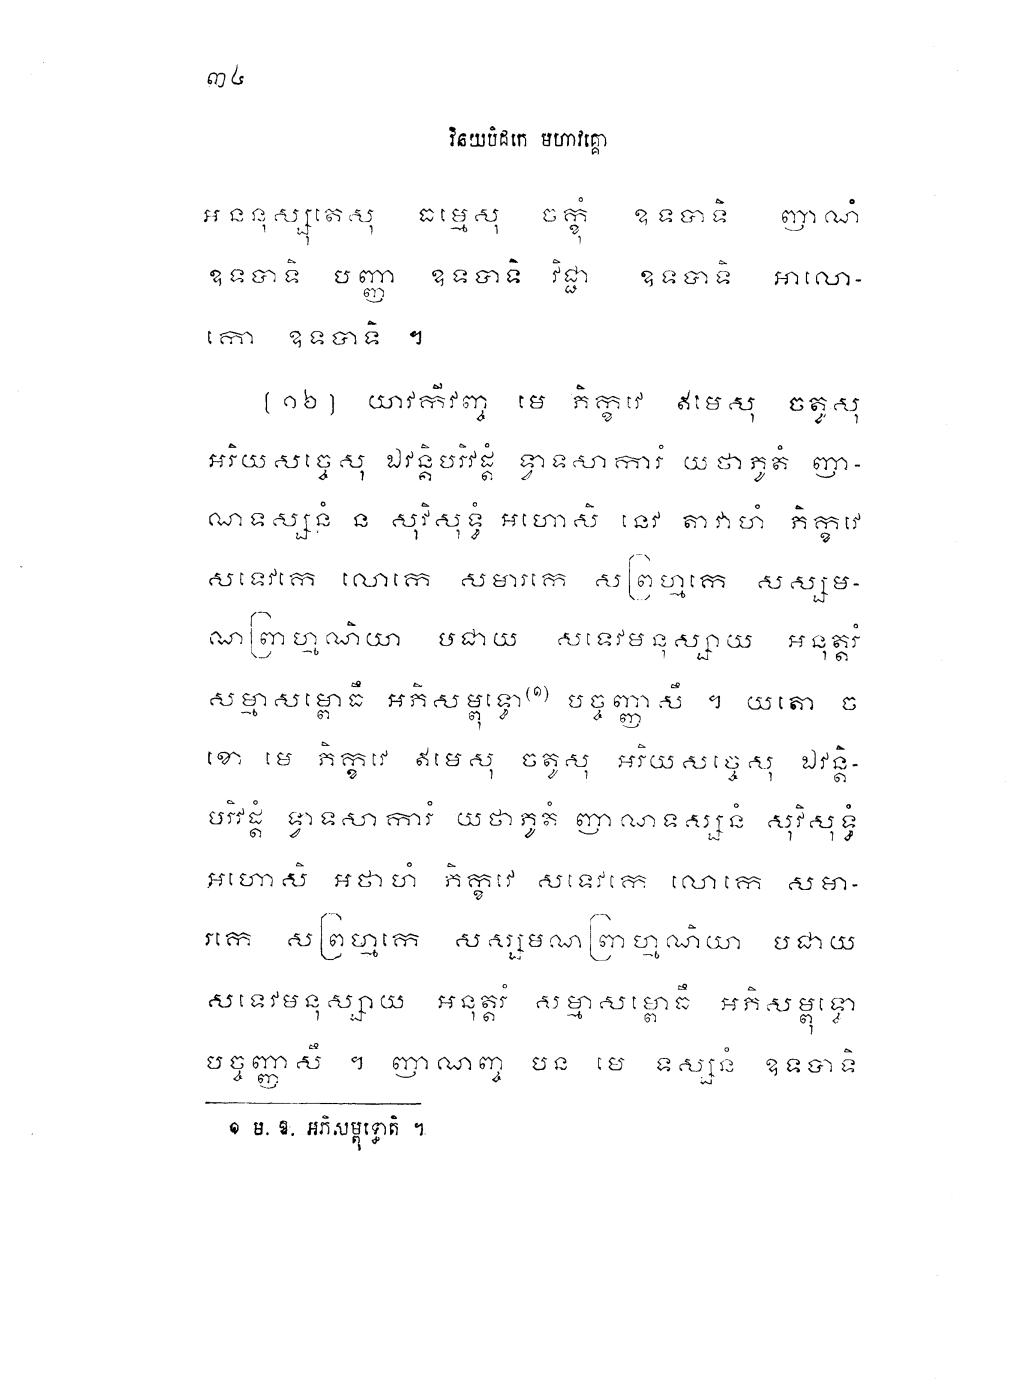 ៣៤
វិនយបិដកេ មហាវគ្គោ
អននុស្សុតេសុ ធម្មេសុ ចក្ខុំ ឧទបាទិ ញាណំ
ឧទបាទិ បញ្ញា ឧទបាទិ វិជ្ជា ឧទបាទិ អាលោ-
កោ ឧទបាទិ ។
(១៦) យាវកីវញ្ច មេ ភិក្ខវេ ឥមេសុ ចតូសុ
អរិយសច្ចេសុ ឯវន្តិបរិវដ្តំ ទ្វាទសាការំ យថាភូតំ ញា-
ណទស្សនំ ន សុវិសុទ្ធំ អហោសិ នេវ តាវាហំ ភិក្ខវេ
សទេវកេ លោកេ សមារកេ សព្រហ្មកេ សស្សម-
ណព្រាហ្មណិយា បជាយ សទេវមនុស្សាយ អនុត្តរំ
សម្មាសម្ពោធឹ អភិសម្ពុទ្ធោ(១) បច្ចញ្ញាសឹ ។ យតោ ច
ខោ មេ ភិក្ខវេ ឥមេសុ ចតូសុ អរិយសច្ចេសុ ឯវន្តិ-
បរិវដ្តំ ទ្វាទសាការំ យថាភូតំ ញាណទស្សនំ សុវិសុទ្ធំ
អហោសិ អថាហំ ភិក្ខវេ សទេវកេ លោកេ សមា-
រកេ សព្រហ្មកេ សស្សមណព្រាហ្មណិយា បជាយ
សទេវមនុស្សាយ អនុត្តរំ សម្មាសម្ពោធឹ អភិសម្ពុទ្ធោ
បច្ចញ្ញាសឹ ។ ញាណញ្ច បន មេ ទស្សនំ ឧទបាទិ
១ ម. ឱ. អភិសម្ពុទ្ធោតិ ។